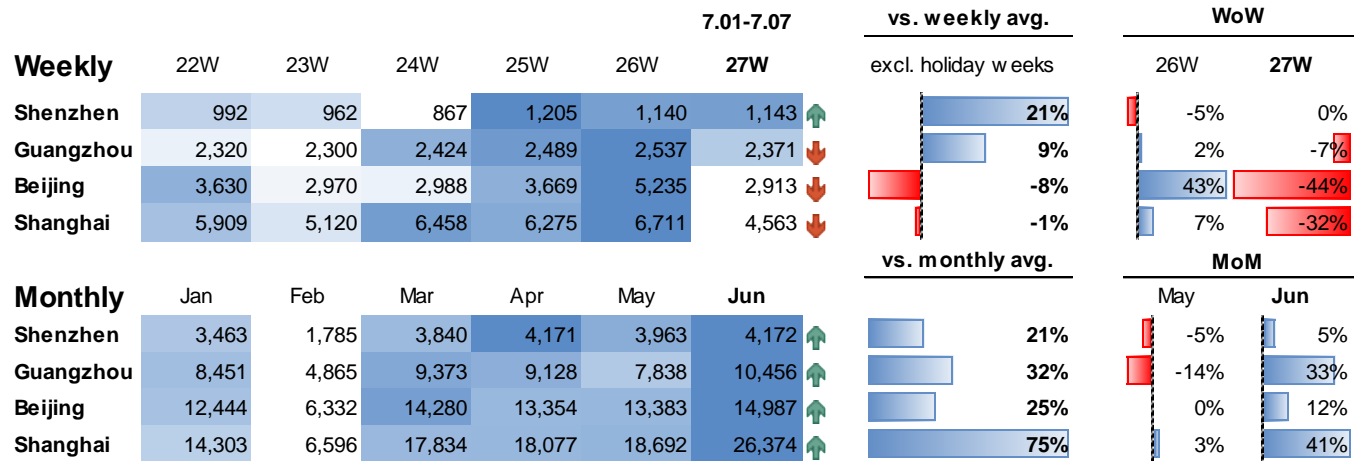 7.01-7.07 vs. weekly avg. WoW
Weekly 22W 23W 24W 25W 26W 27W excl. holiday weeks 26W 27W
Shenzhen 992 962 867 1,205 1,140 1,143 21% -5% 0%
Guangzhou 2,320 2,300 2,424 2,489 2,537 2,371 9% 2% -7%
Beijing 3,630 2,970 2,988 3,669 5,235 2,913 -8% 43% -44%
Shanghai 5,909 5,120 6,458 6,275 6,711 4,563 -1% 7% -32%
vs. monthly avg. MoM
Monthly Jan Feb Mar Apr May Jun May Jun
Shenzhen 3,463 1,785 3,840 4,171 3,963 4,172 21% -5% 5%
Guangzhou 8,451 4,865 9,373 9,128 7,838 10,456 32% -14% 33%
Beijing 12,444 6,332 14,280 13,354 13,383 14,987 25% 0% 12%
Shanghai 14,303 6,596 17,834 18,077 18,692 26,374 75% 3% 41%